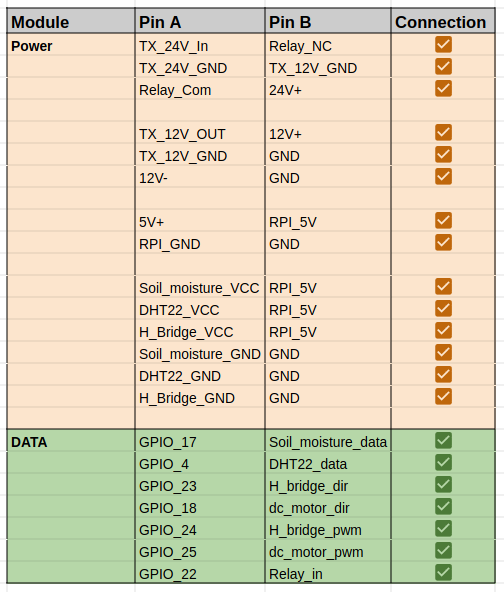 Module Pin A Pin B Connection
Power TX_24V_In Relay_NC
TX_24V_GND TX_12V_GND
Relay_Com 24V+
TX_12V_OUT 12V+
TX_12V_GND GND
12V- GND
5V+ RPI_5V
RPI_GND GND
Soil_moisture_VCC RPI_5V
DHT22_VCC RPI_5V
H_Bridge_VCC RPI_5V
Soil_moisture_GND GND
DHT22_GND GND
H_Bridge_GND GND
DATA GPIO_17 Soil_moisture_data
GPIO_4 DHT22_data
GPIO_23 H_bridge_dir
GPIO_18 dc_motor_dir
GPIO_24 H_bridge_pwm
GPIO_25 dc_motor_pwm
GPIO_22 Relay_in